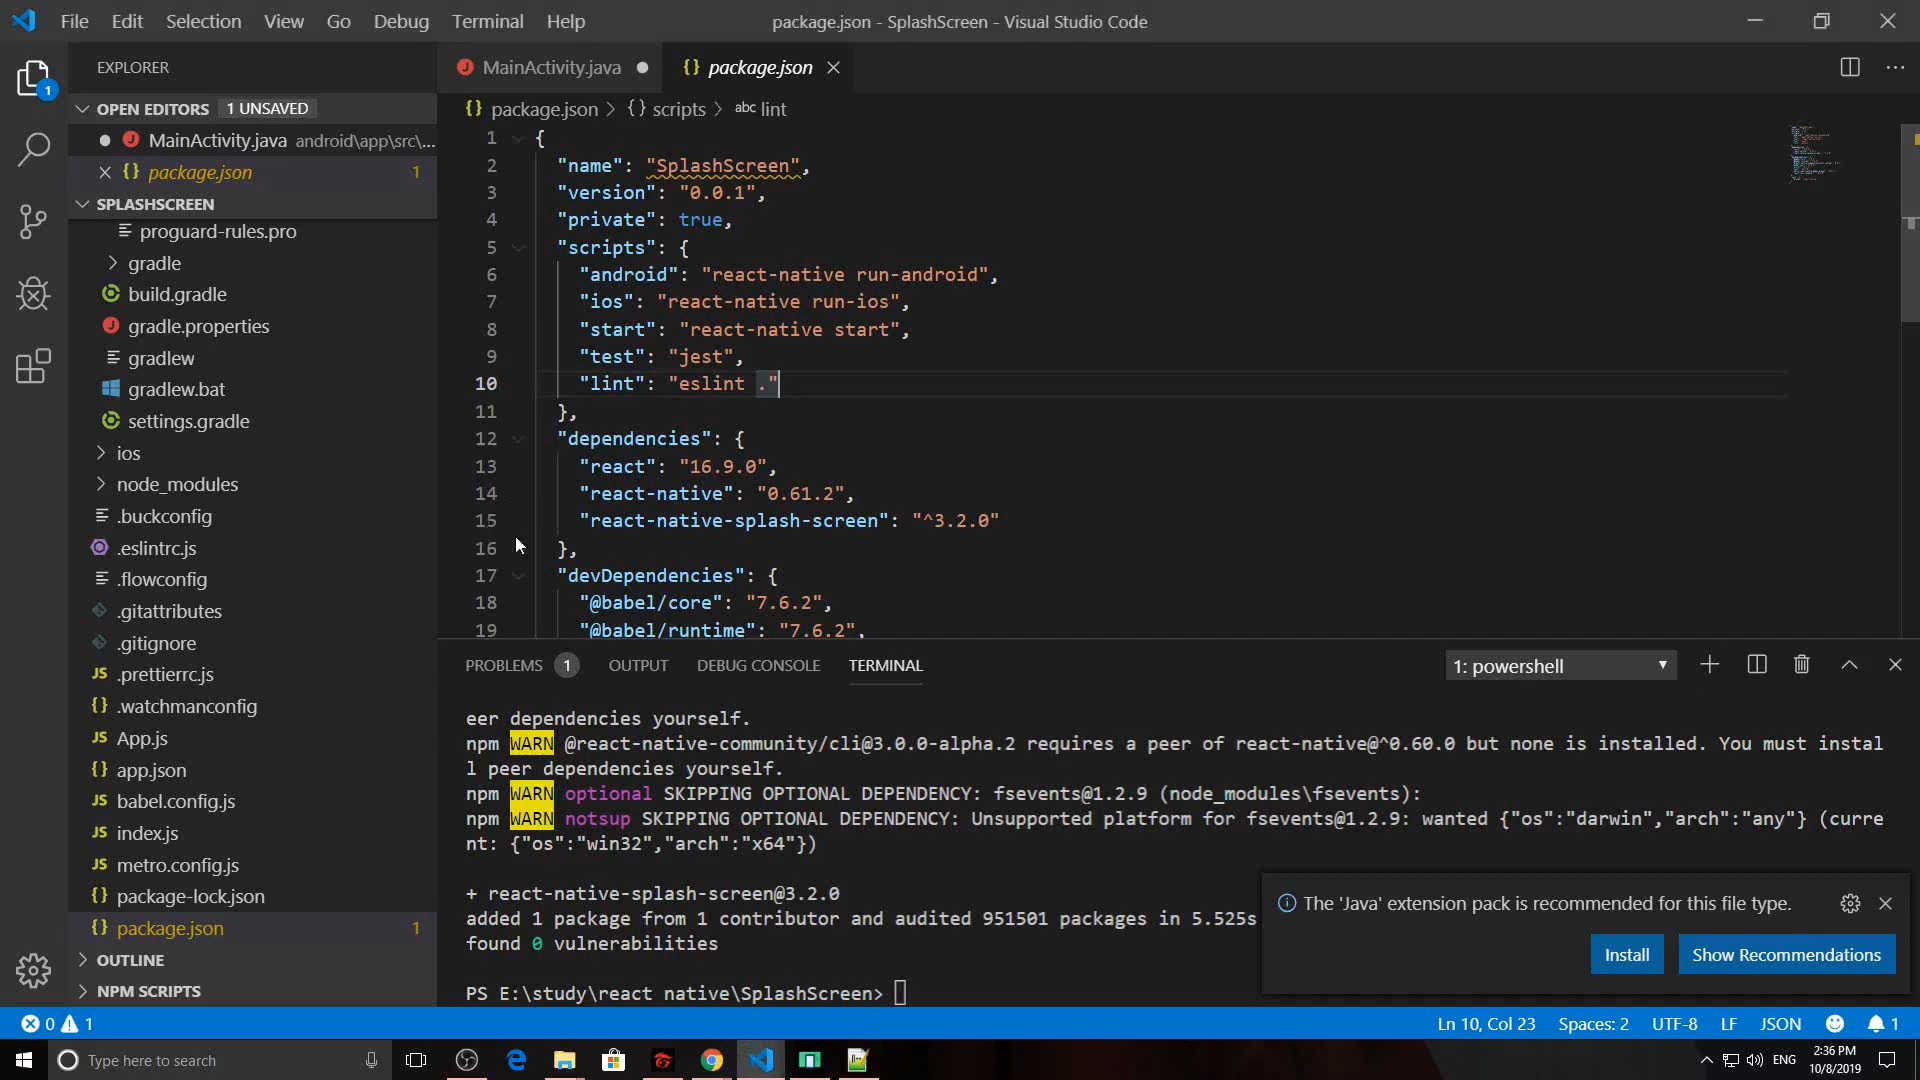 File Edit Selection View Go Debug Terminal Help
package.json - SplashScreen - Visual Studio Code
EXPLORER
1
OPEN EDITORS 1 UNSAVED
MainActivity.java android\app\src\...
package.json 1
SPLASHSCREEN
proguard-rules.pro
gradle
build.gradle
gradle.properties
gradlew
gradlew.bat
settings.gradle
ios
node_modules
.buckconfig
.eslintrc.js
.flowconfig
.gitattributes
.gitignore
JS .prettierrc.js
{} .watchmanconfig
JS App.js
{} app.json
JS babel.config.js
JS index.js
JS metro.config.js
{} package-lock.json
{} package.json 1
OUTLINE
NPM SCRIPTS
MainActivity.java
{} package.json
{} package.json > {} scripts > abc lint
1 {
2 "name": "SplashScreen",
3 "version": "0.0.1",
4 "private": true,
5 "scripts": {
6 "android": "react-native run-android",
7 "ios": "react-native run-ios",
8 "start": "react-native start",
9 "test": "jest",
10 "lint": "eslint ."
11 },
12 "dependencies": {
13 "react": "16.9.0",
14 "react-native": "0.61.2",
15 "react-native-splash-screen": "^3.2.0"
16 },
17 "devDependencies": {
18 "@babel/core": "7.6.2",
19 "@babel/runtime": "7.6.2",
PROBLEMS 1 OUTPUT DEBUG CONSOLE TERMINAL
1: powershell
eer dependencies yourself.
npm WARN @react-native-community/cli@3.0.0-alpha.2 requires a peer of react-native@^0.60.0 but none is installed. You must instal
l peer dependencies yourself.
npm WARN optional SKIPPING OPTIONAL DEPENDENCY: fsevents@1.2.9 (node_modules\fsevents):
npm WARN notsup SKIPPING OPTIONAL DEPENDENCY: Unsupported platform for fsevents@1.2.9: wanted {"os":"darwin","arch":"any"} (curre
nt: {"os":"win32","arch":"x64"})
+ react-native-splash-screen@3.2.0
added 1 package from 1 contributor and audited 951501 packages in 5.525s
found 0 vulnerabilities
PS E:\study\react native\SplashScreen>
The 'Java' extension pack is recommended for this file type.
Install Show Recommendations
0 1
Ln 10, Col 23 Spaces: 2 UTF-8 LF JSON 1
Type here to search
ENG
2:36 PM
10/8/2019